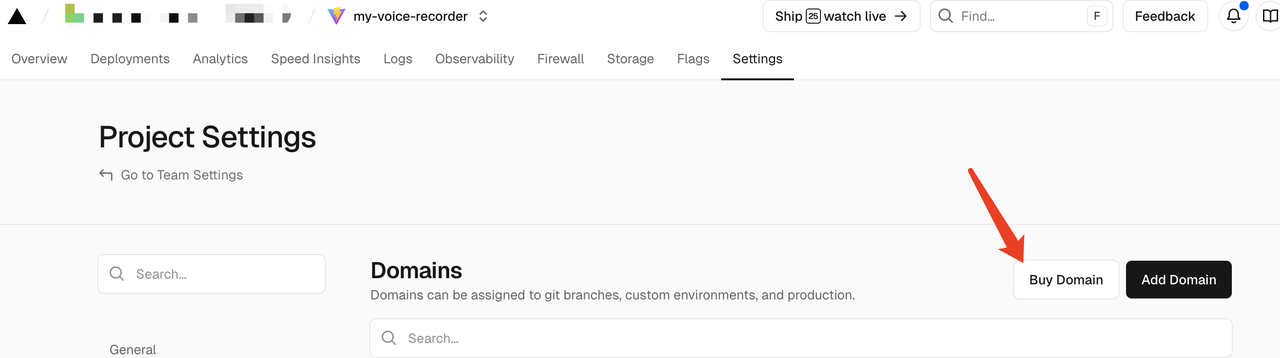 my-voice-recorder Ship 25 watch live → Find... F Feedback
Overview Deployments Analytics Speed Insights Logs Observability Firewall Storage Flags Settings
Project Settings
Go to Team Settings
Search...
Domains
Domains can be assigned to git branches, custom environments, and production.
Buy Domain Add Domain
Search...
General